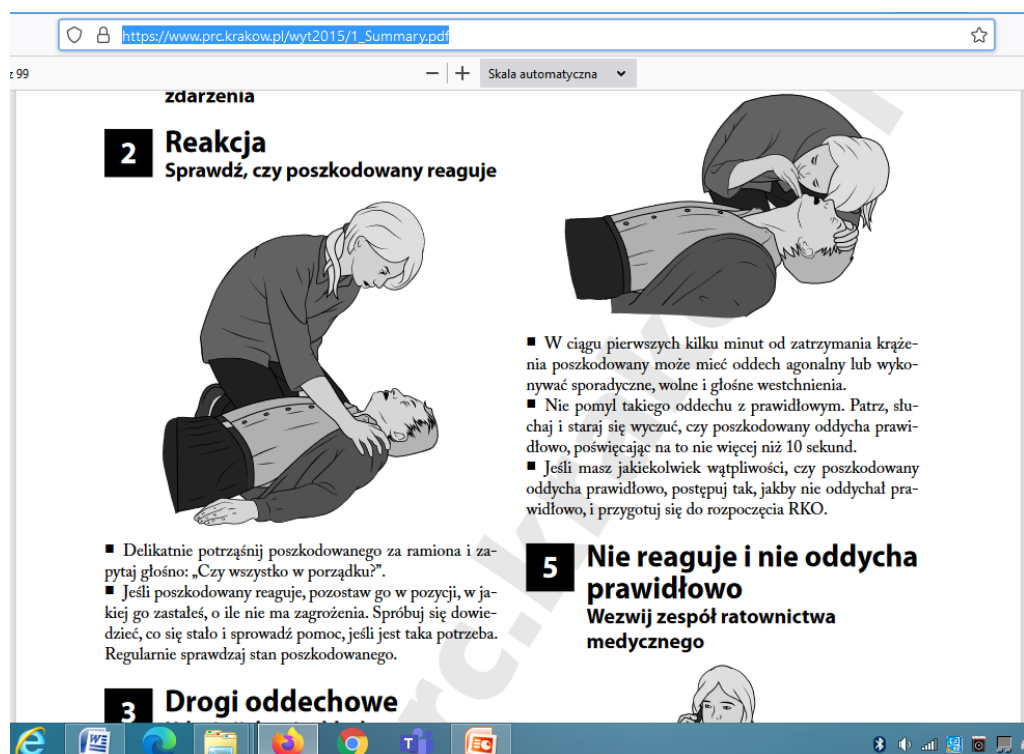 https://www.prc.krakow.pl/wyt2015/1_Summary.pdf
z 99
Skala automatyczna
zdarzenia
2
Reakcja
Sprawdź, czy poszkodowany reaguje
■ Delikatnie potrząśnij poszkodowanego za ramiona i za-
pytaj głośno: „Czy wszystko w porządku?”.
■ Jeśli poszkodowany reaguje, pozostaw go w pozycji, w ja-
kiej go zastałeś, o ile nie ma zagrożenia. Spróbuj się dowie-
dzieć, co się stało i sprowadź pomoc, jeśli jest taka potrzeba.
Regularnie sprawdzaj stan poszkodowanego.
3
Drogi oddechowe
■ W ciągu pierwszych kilku minut od zatrzymania krąże-
nia poszkodowany może mieć oddech agonalny lub wyko-
nywać sporadyczne, wolne i głośne westchnienia.
■ Nie pomyl takiego oddechu z prawidłowym. Patrz, słu-
chaj i staraj się wyczuć, czy poszkodowany oddycha prawi-
dłowo, poświęcając na to nie więcej niż 10 sekund.
■ Jeśli masz jakiekolwiek wątpliwości, czy poszkodowany
oddycha prawidłowo, postępuj tak, jakby nie oddychał pra-
widłowo, i przygotuj się do rozpoczęcia RKO.
5
Nie reaguje i nie oddycha
prawidłowo
Wezwij zespół ratownictwa
medycznego